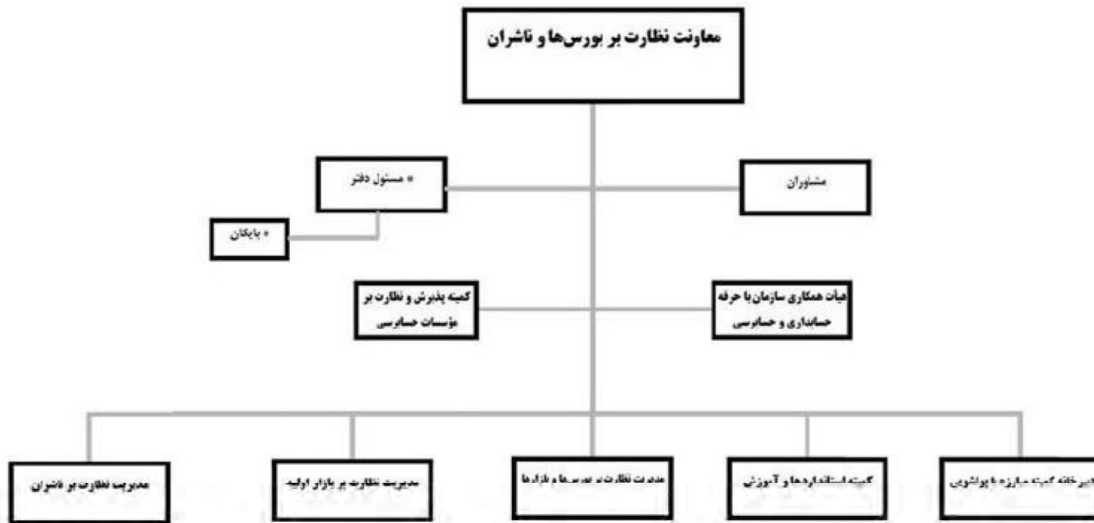 معاونت نظارت بر بورس‌ها و ناشران
مشاوران
* مسئول دفتر
* بایگان
هیأت همکاری سازمان با حرفه
حسابداری و حسابرسی
کمیته پذیرش و نظارت بر
مؤسسات حسابرسی
دبیرخانه کمیته مبارزه با پولشویی
کمیته استانداردها و آموزش
مدیریت نظارت بر بورس‌ها و بازارها
مدیریت نظارت بر بازار اولیه
مدیریت نظارت بر ناشران